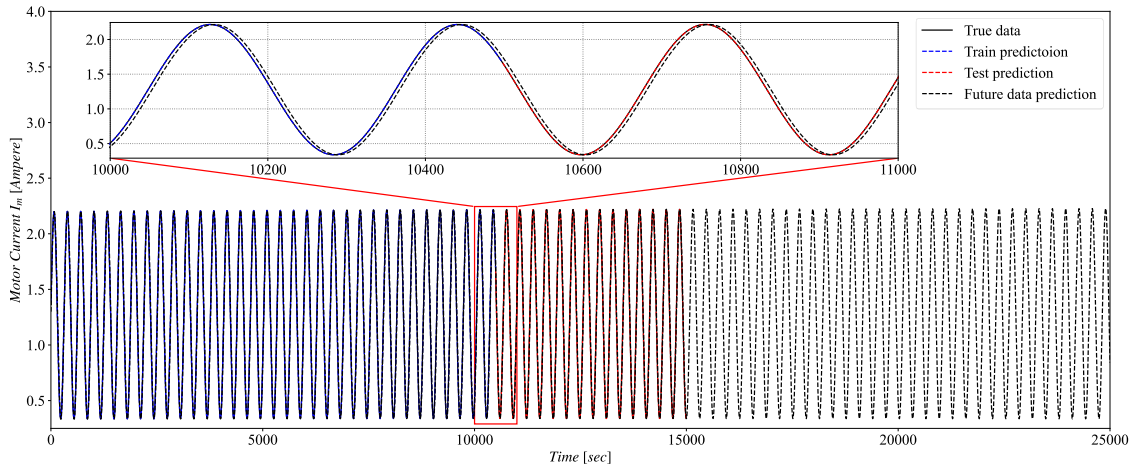 4.0
3.5
3.0
2.5
2.0
1.5
1.0
0.5
Motor Current I_m [Ampere]
2.0
1.5
1.0
0.5
10000 10200 10400 10600 10800 11000
True data
Train predictoion
Test prediction
Future data prediction
0 5000 10000 15000 20000 25000
Time [sec]